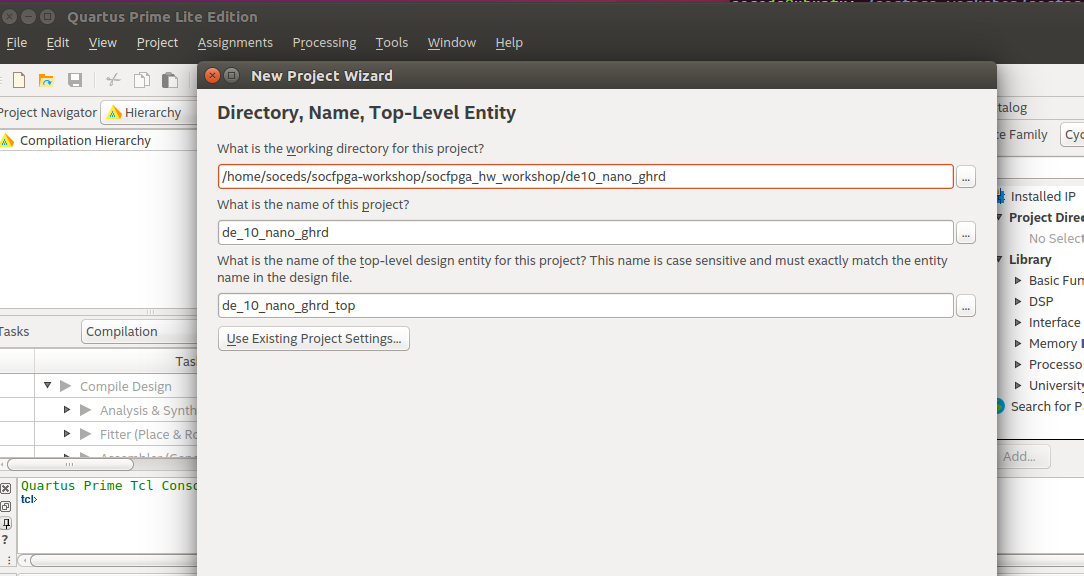 Quartus Prime Lite Edition
File Edit View Project Assignments Processing Tools Window Help
New Project Wizard
Project Navigator Hierarchy
Compilation Hierarchy
Directory, Name, Top-Level Entity
What is the working directory for this project?
/home/soceds/socfpga-workshop/socfpga_hw_workshop/de10_nano_ghrd
...
What is the name of this project?
de_10_nano_ghrd
...
What is the name of the top-level design entity for this project? This name is case sensitive and must exactly match the entity
name in the design file.
de_10_nano_ghrd_top
...
Use Existing Project Settings...
Tasks Compilation
Tas
Compile Design
Analysis & Synth
Fitter (Place & Ro
Quartus Prime Tcl Conso
tcl>
talog
ce Family Cyc
Installed IP
Project Dire
No Select
Library
Basic Fun
DSP
Interface
Memory I
Processo
University
Search for P
Add...